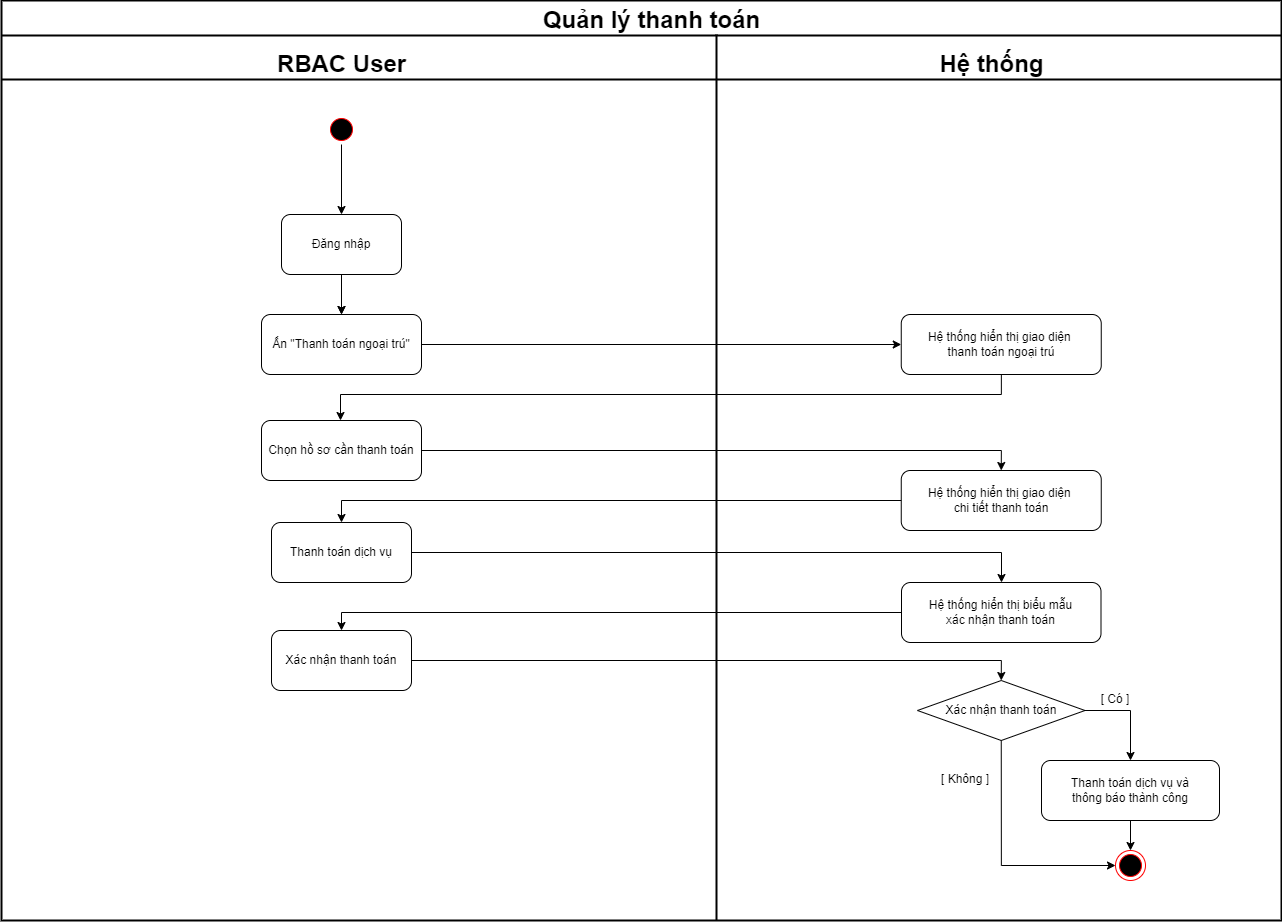 Quản lý thanh toán
RBAC User
Hệ thống
Đăng nhập
Ấn "Thanh toán ngoại trú"
Hệ thống hiển thị giao diện
thanh toán ngoại trú
Chọn hồ sơ cần thanh toán
Hệ thống hiển thị giao diện
chi tiết thanh toán
Thanh toán dịch vụ
Hệ thống hiển thị biểu mẫu
xác nhận thanh toán
Xác nhận thanh toán
Xác nhận thanh toán
[ Có ]
[ Không ]
Thanh toán dịch vụ và
thông báo thành công